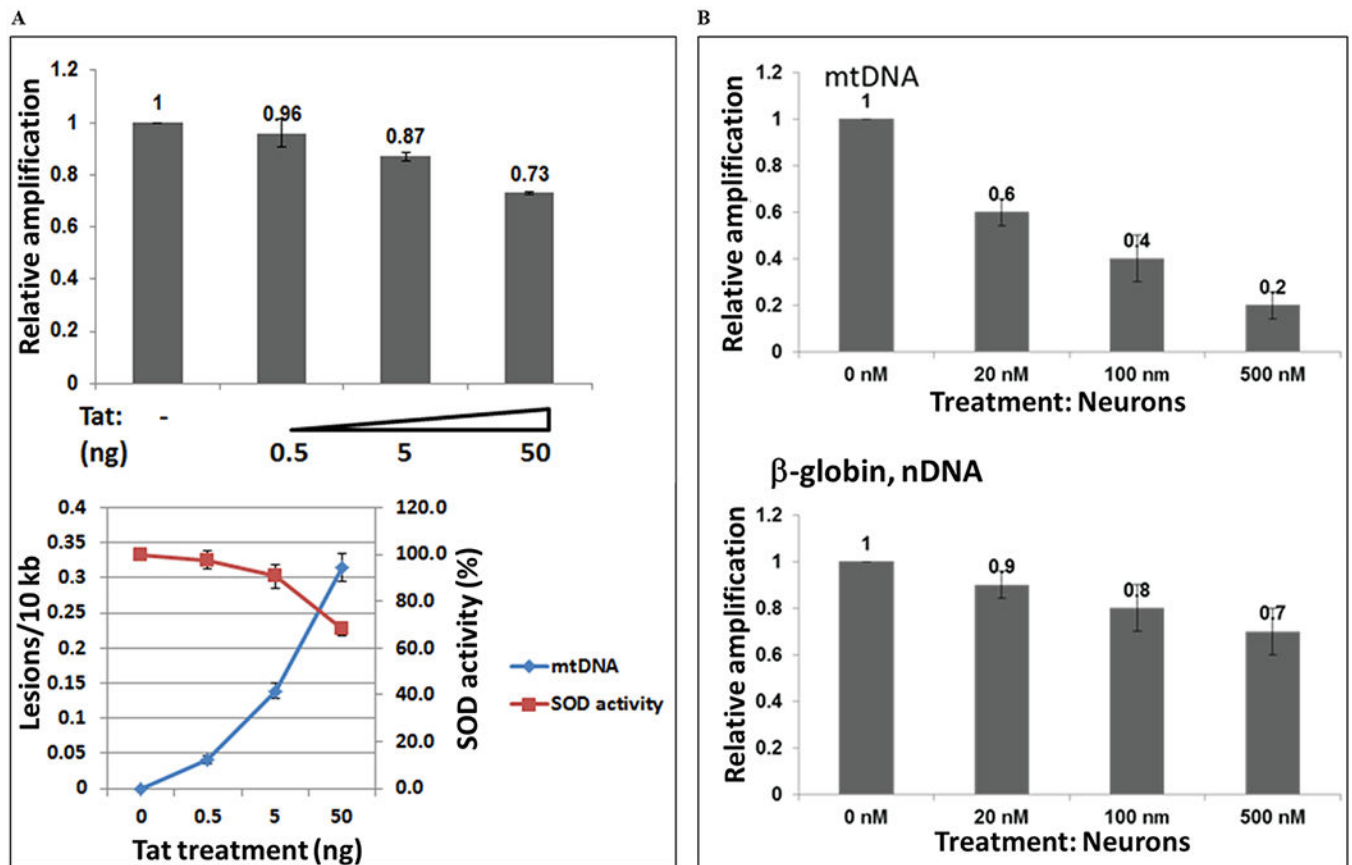 A
1.2
1
0.8
0.6
0.4
0.2
0
Relative amplification
1
0.96
0.87
0.73
Tat: -
(ng) 0.5 5 50
0.4
0.35
0.3
0.25
0.2
0.15
0.1
0.05
0
Lesions/10 kb
120.0
100.0
80.0
60.0
40.0
20.0
0.0
SOD activity (%)
mtDNA
SOD activity
0 0.5 5 50
Tat treatment (ng)
B
mtDNA
1.2
1
0.8
0.6
0.4
0.2
0
Relative amplification
1
0.6
0.4
0.2
0 nM 20 nM 100 nm 500 nM
Treatment: Neurons
β-globin, nDNA
1.2
1
0.8
0.6
0.4
0.2
0
Relative amplification
1
0.9
0.8
0.7
0 nM 20 nM 100 nm 500 nM
Treatment: Neurons